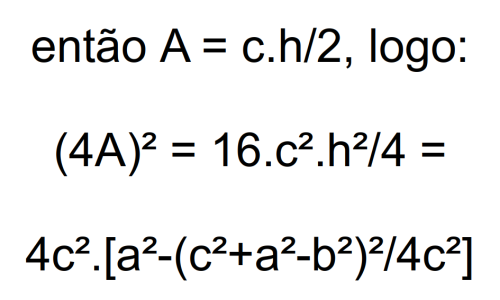 então A = c.h/2, logo:
(4A)² = 16.c².h²/4 =
4c².[a²-(c²+a²-b²)²/4c²]